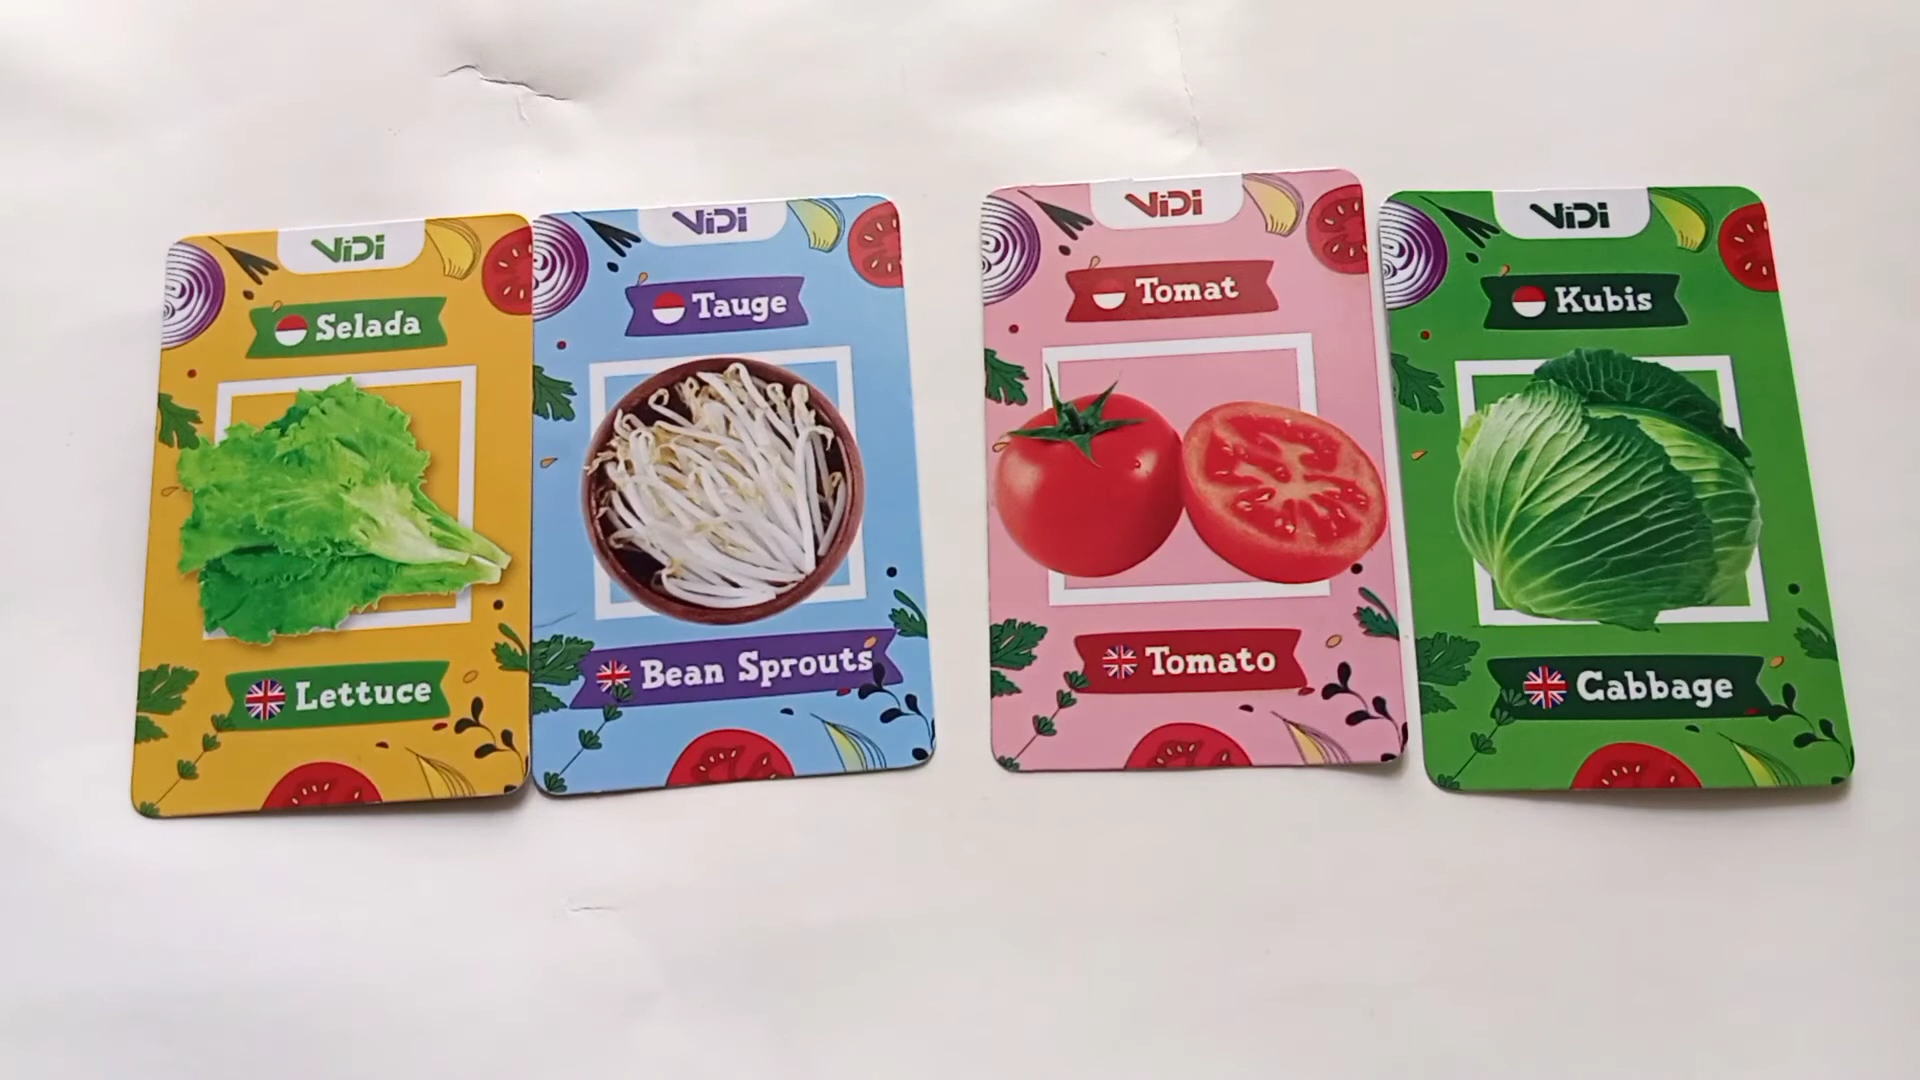 ViDi
Selada
Lettuce
ViDi
Tauge
Bean Sprouts
ViDi
Tomat
Tomato
ViDi
Kubis
Cabbage